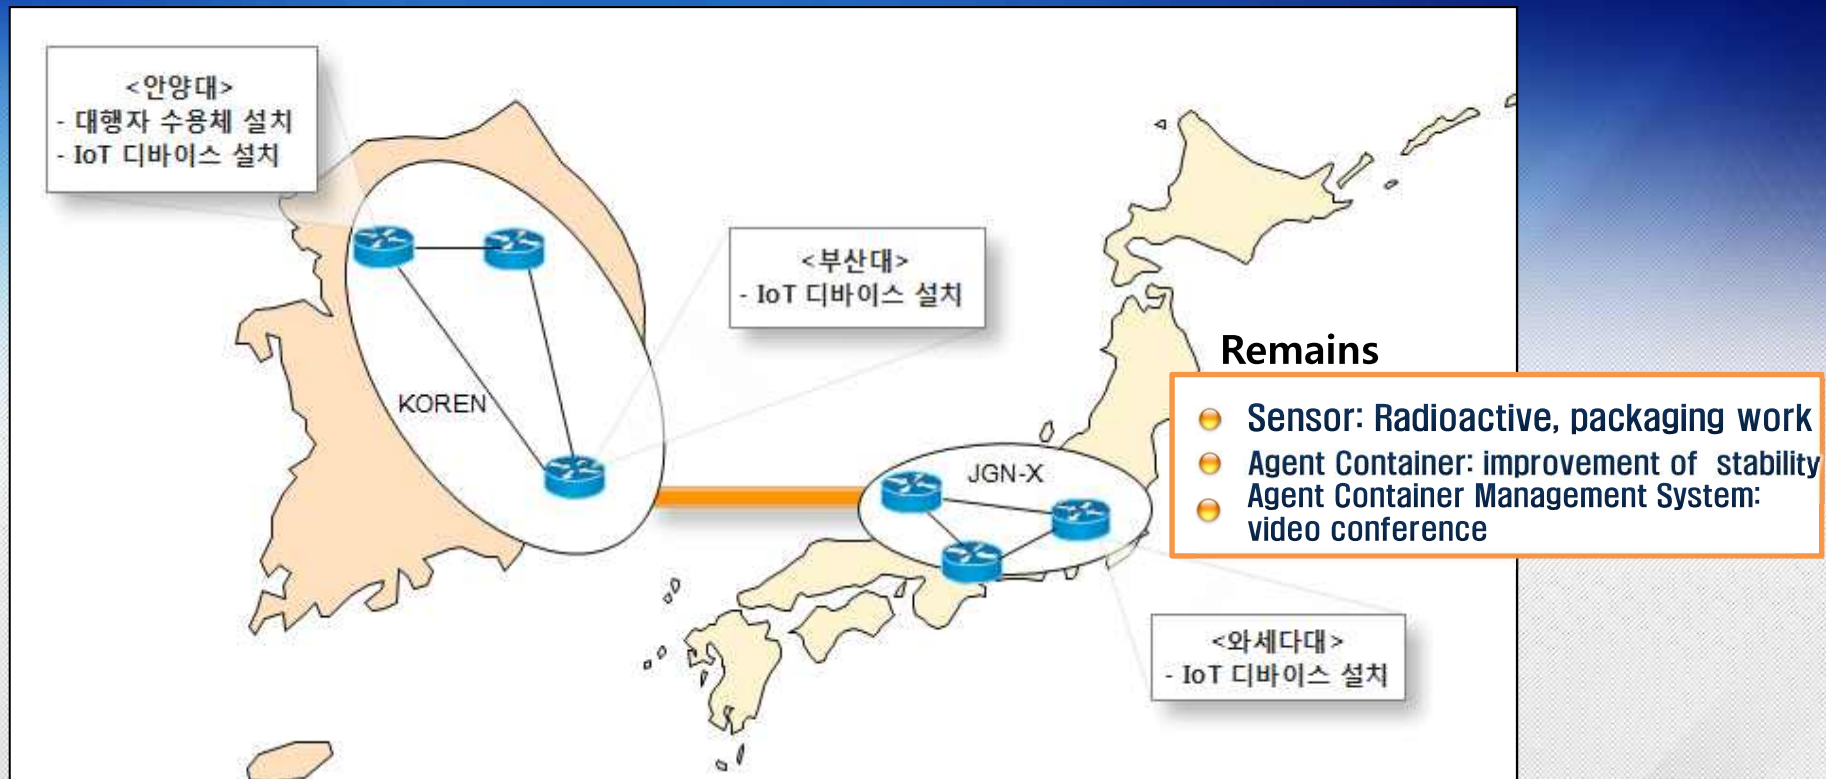 <안양대>
- 대행자 수용체 설치
- IoT 디바이스 설치
<부산대>
- IoT 디바이스 설치
KOREN
Remains
Sensor: Radioactive, packaging work
Agent Container: improvement of stability
Agent Container Management System:
video conference
JGN-X
<와세다대>
- IoT 디바이스 설치